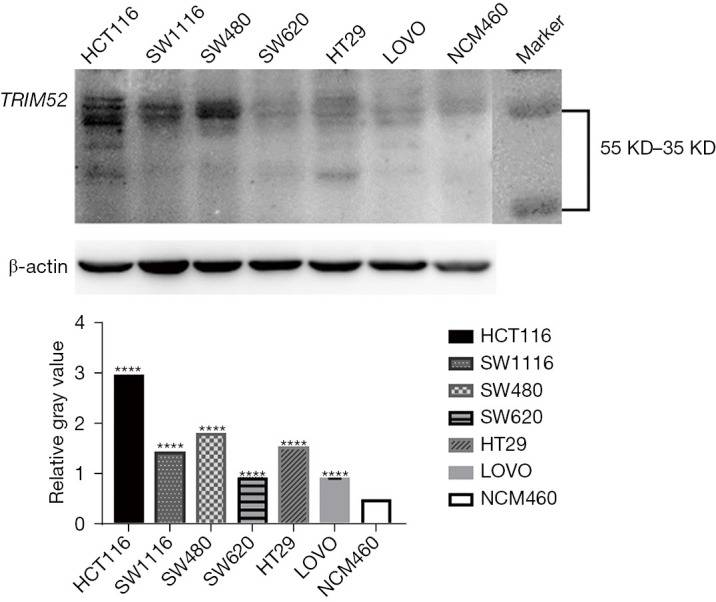 HCT116 SW1116 SW480 SW620 HT29 LOVO NCM460 Marker
TRIM52
55 KD–35 KD
β-actin
4
3
2
1
0
Relative gray value
****
****
****
****
****
****
HCT116
SW1116
SW480
SW620
HT29
LOVO
NCM460
HCT116 SW1116 SW480 SW620 HT29 LOVO NCM460